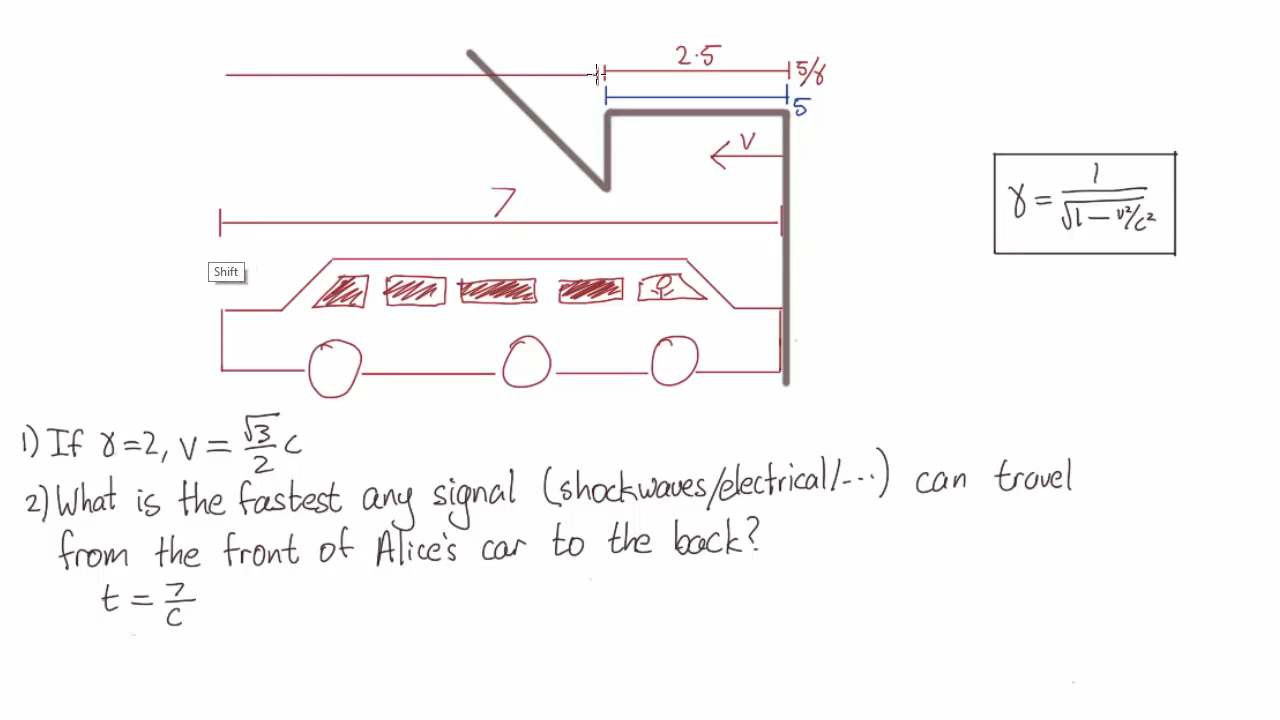 2.5
5/γ
5
V
7
γ = 1/√1 − v²/c²
Shift
1) If γ=2, v = √3/2 c
2) What is the fastest any signal (shockwaves/electrical/...) can travel
from the front of Alice's car to the back?
t = 7/c